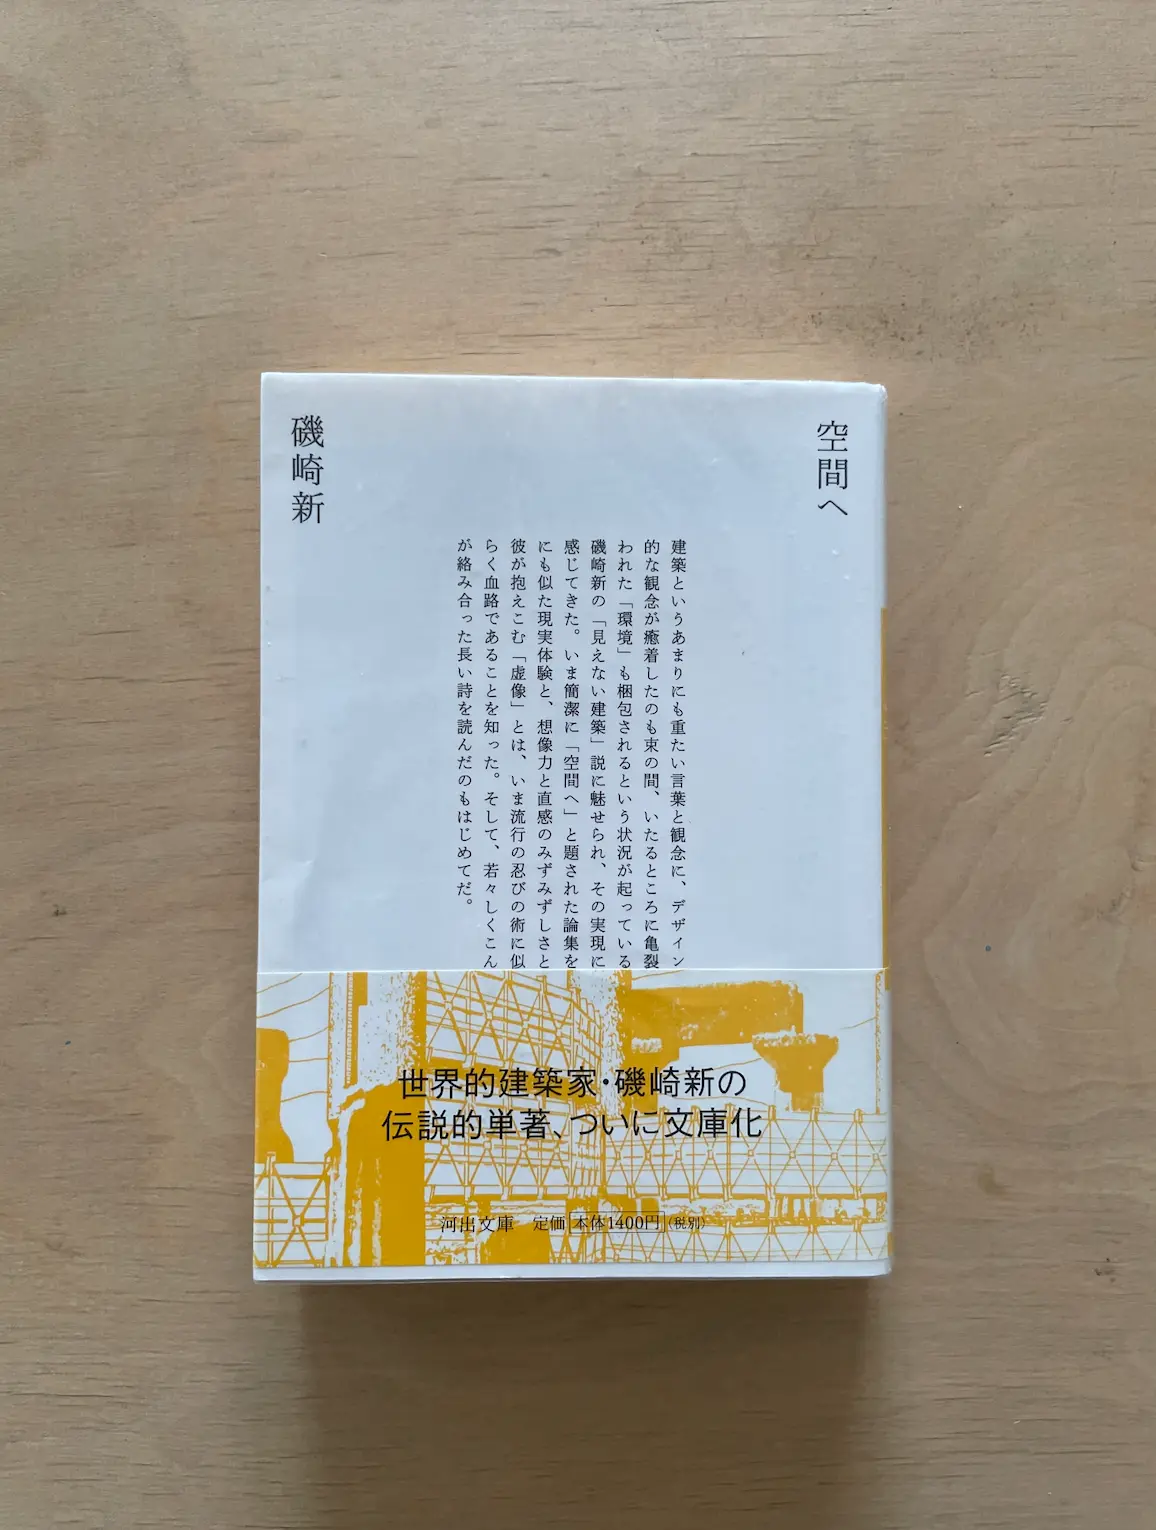 空間へ
磯崎新
建築というあまりにも重たい言葉と観念に、デザイン
的な観念が癒着したのも束の間、いたるところに亀裂
われた「環境」も梱包されるという状況が起っている
磯崎新の「見えない建築」説に魅せられ、その実現に
感じてきた。いま簡潔に「空間へ」と題された論集を
にも似た現実体験と、想像力と直感のみずみずしさと
彼が抱えこむ「虚像」とは、いま流行の忍びの術に似
らく血路であることを知った。そして、若々しくこん
が絡み合った長い詩を読んだのもはじめてだ。
世界的建築家・磯崎新の
伝説的単著、ついに文庫化
河出文庫 定価 本体1400円(税別)